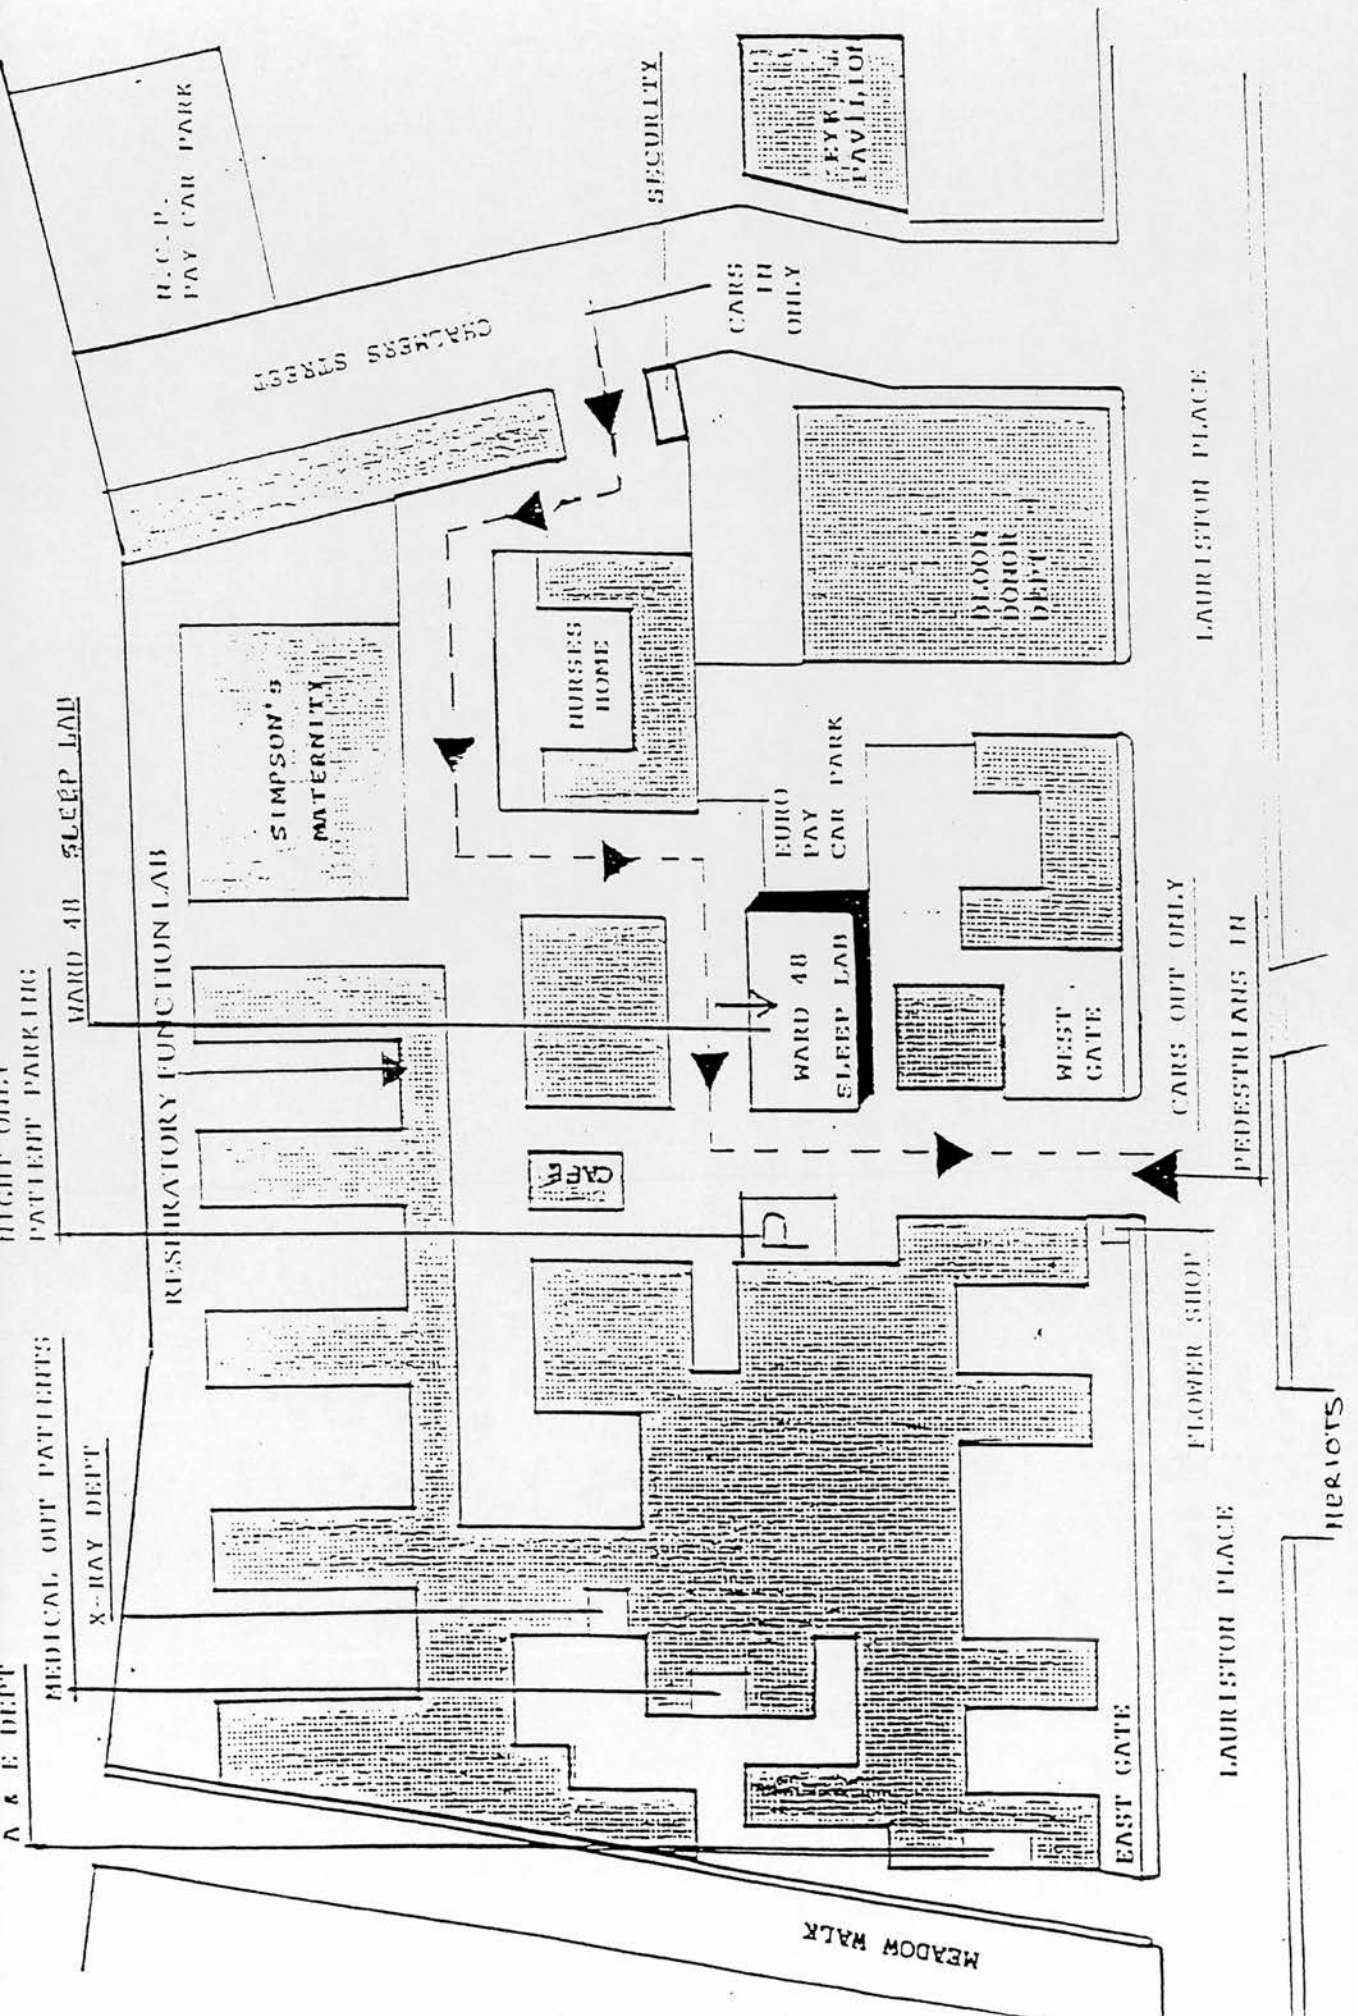 A & E DEPT
MEDICAL OUT PATIENTS
X-RAY DEPT
PATIENT PARKING
WARD 48 SLEEP LAB
RESPIRATORY FUNCTION LAB
N.C.P.
PAY CAR PARK
CHALMERS STREET
SECURITY
CARS
IN
ONLY
EYE
PAVILION
SIMPSON'S
MATERNITY
NURSES
HOME
CAFE
P
WARD 48
SLEEP LAB
EURO
PAY
CAR PARK
BLOOD
DONOR
DEPT
WEST
GATE
CARS OUT ONLY
PEDESTRIANS IN
FLOWER SHOP
EAST GATE
LAURISTON PLACE
LAURISTON PLACE
HERIOTS
MEADOW WALK